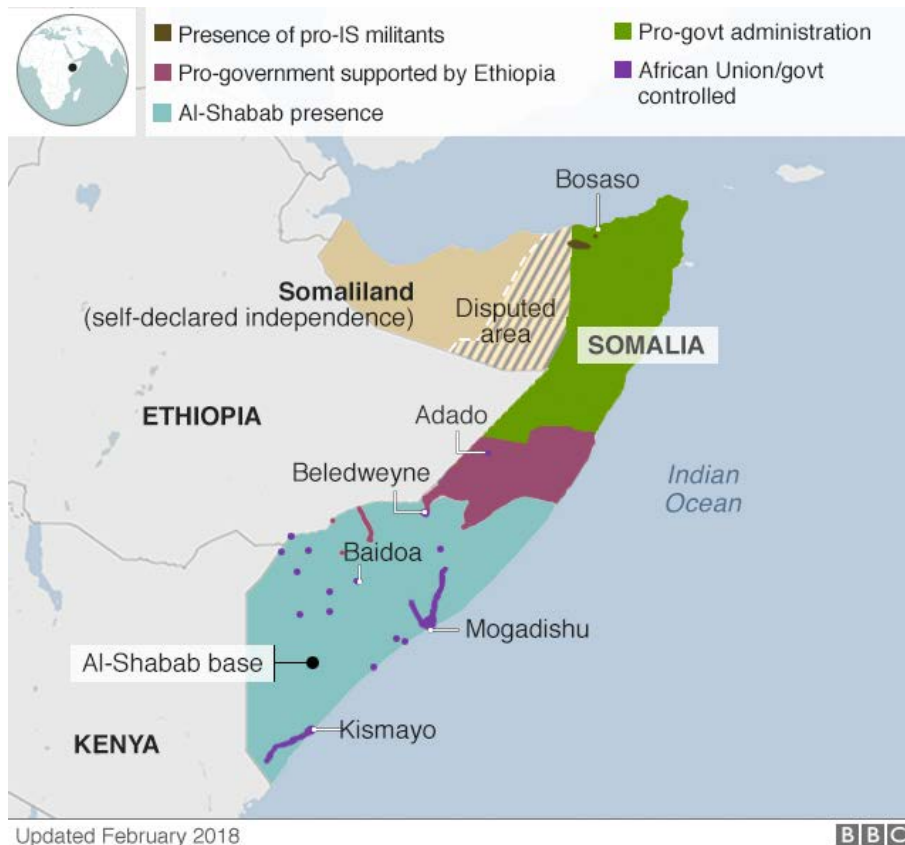 Presence of pro-IS militants
Pro-government supported by Ethiopia
Al-Shabab presence
Pro-govt administration
African Union/govt
controlled
Bosaso
Somaliland
(self-declared independence)
Disputed
area
SOMALIA
ETHIOPIA
Adado
Beledweyne
Indian
Ocean
Baidoa
Mogadishu
Al-Shabab base
Kismayo
KENYA
Updated February 2018
BBC